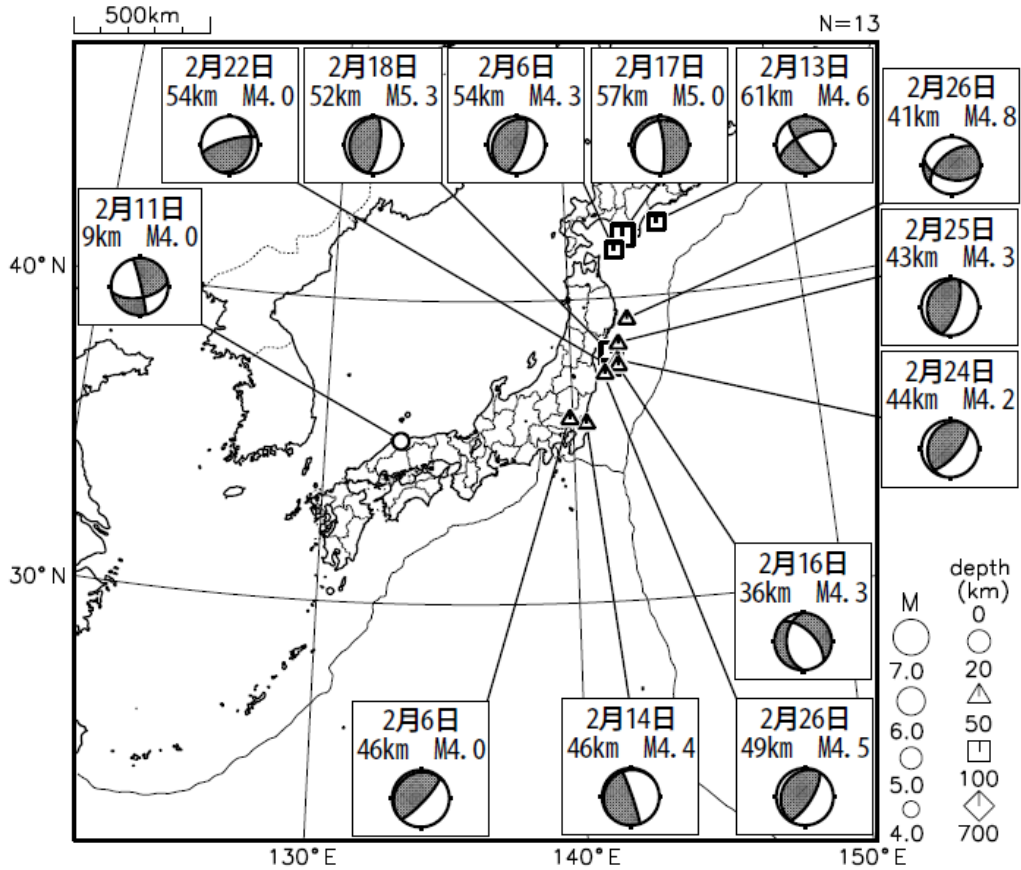 500km
N=13
2月22日
54km M4.0
2月18日
52km M5.3
2月6日
54km M4.3
2月17日
57km M5.0
2月13日
61km M4.6
2月26日
41km M4.8
2月11日
9km M4.0
2月25日
43km M4.3
40°N
2月24日
44km M4.2
30°N
2月16日
36km M4.3
2月6日
46km M4.0
2月14日
46km M4.4
2月26日
49km M4.5
M
7.0
6.0
5.0
4.0
depth
(km)
0
20
50
100
700
130°E
140°E
150°E